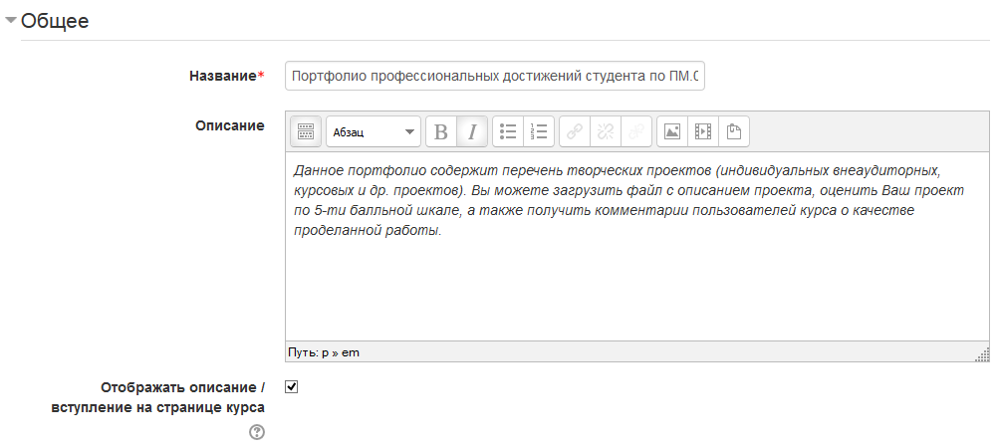 Общее
Название*
Портфолио профессиональных достижений студента по ПМ.0
Описание
Абзац
B I
Данное портфолио содержит перечень творческих проектов (индивидуальных внеаудиторных,
курсовых и др. проектов). Вы можете загрузить файл с описанием проекта, оценить Ваш проект
по 5-ти балльной шкале, а также получить комментарии пользователей курса о качестве
проделанной работы.
Путь: p » em
Отображать описание /
вступление на странице курса